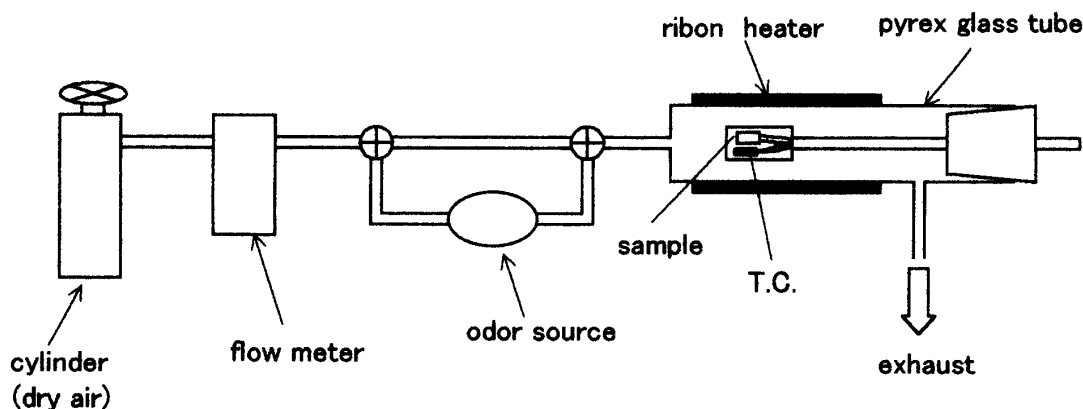 ribon heater
pyrex glass tube
sample
T.C.
odor source
flow meter
cylinder
(dry air)
exhaust